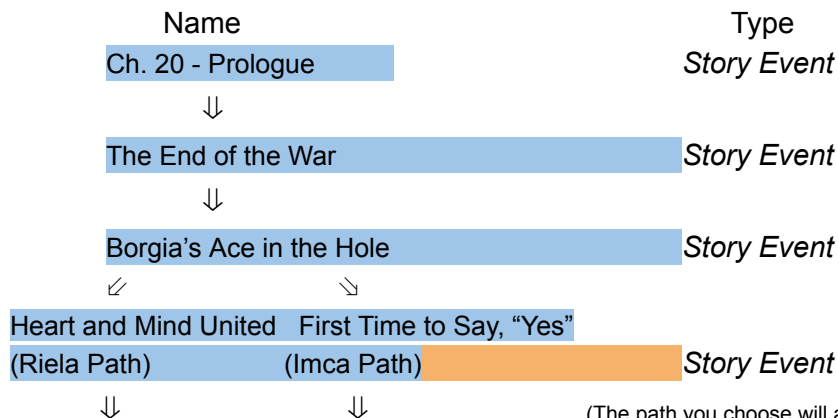 Name Type
Ch. 20 - Prologue Story Event
⇓
The End of the War Story Event
⇓
Borgia’s Ace in the Hole Story Event
⇙ ⇘
Heart and Mind United First Time to Say, “Yes”
(Riela Path) (Imca Path) Story Event
⇓ ⇓ (The path you choose will a